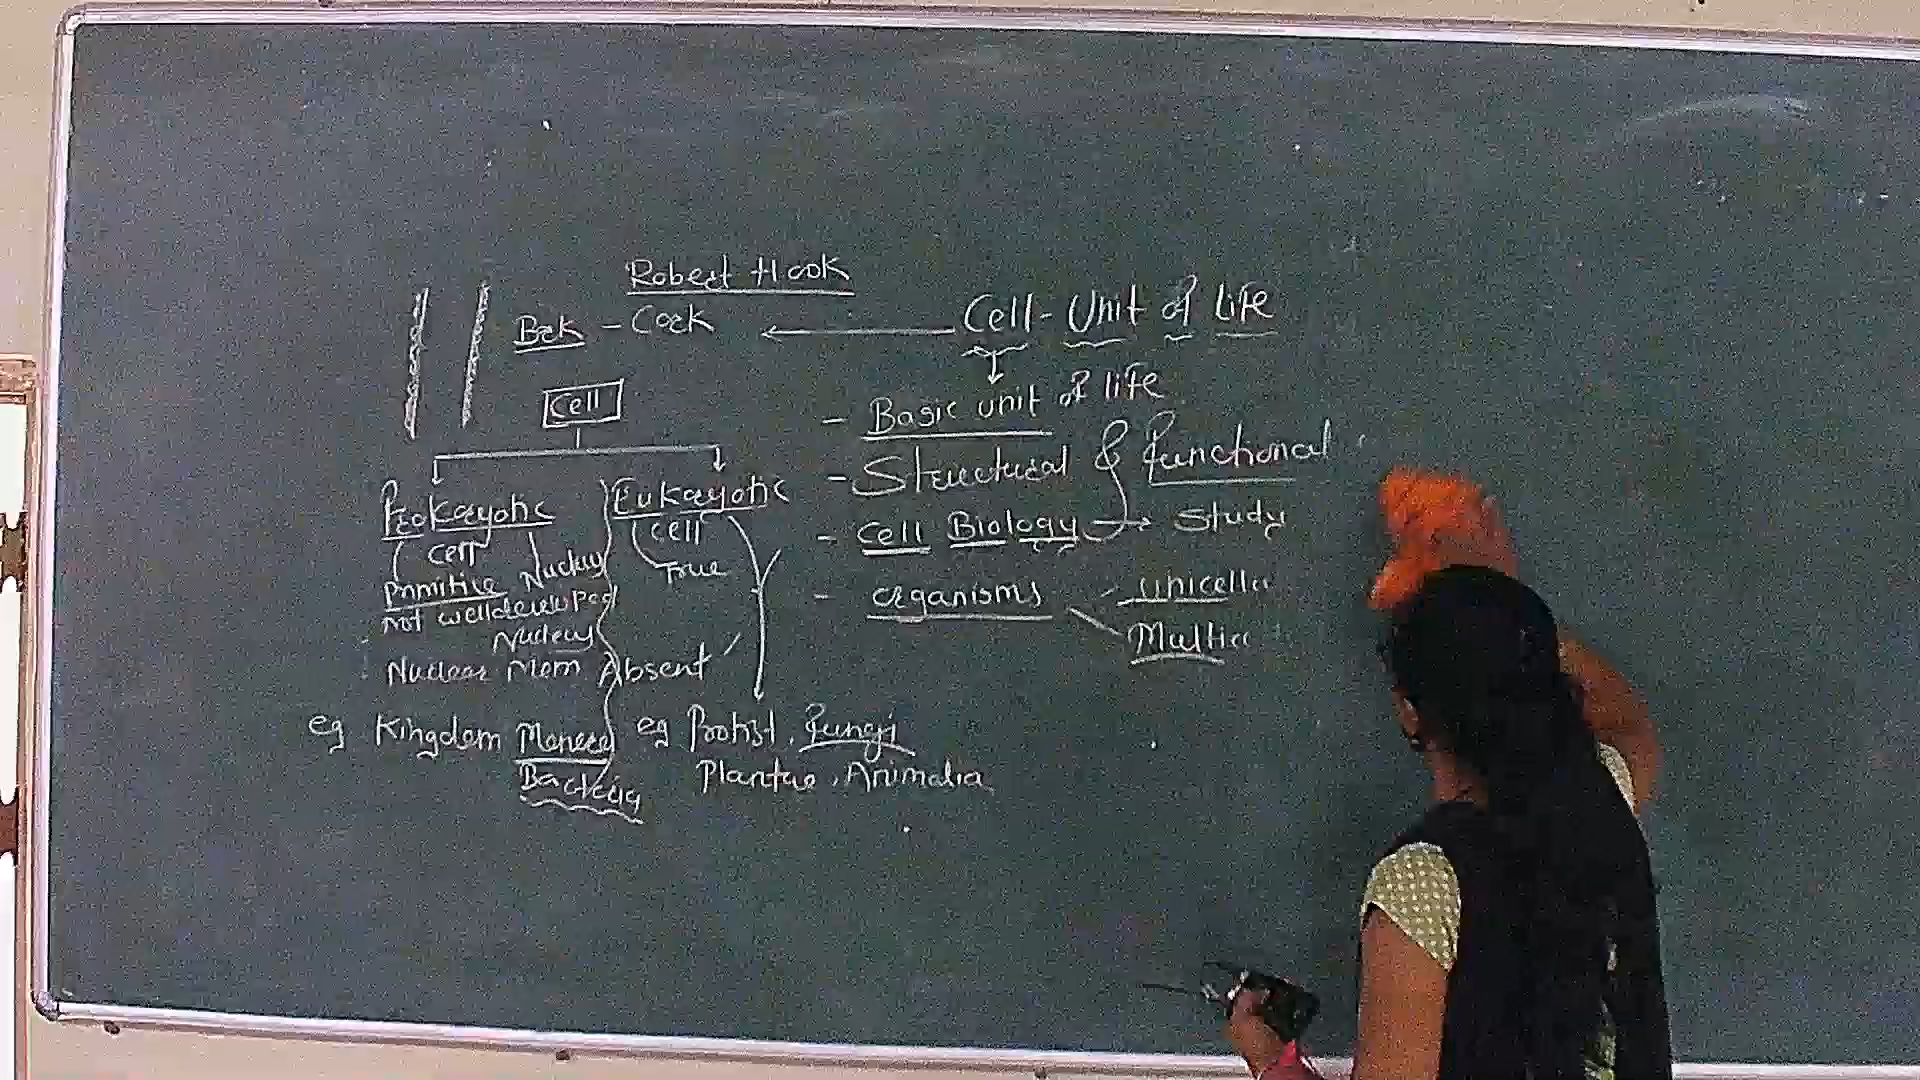 Robert Hook
Bak - Cork
Cell - Unit of life
Cell
- Basic unit of life
- Structural & functional
- Cell Biology → study
- organisms
unicellu
Multice
Prokaryotic
cell
Primitive Nucleus
not welldeveloped
Nucleus
Nuclear Mem Absent
eg Kingdom Monera
Bacteria
Eukaryotic
cell
True
eg Protist, fungi
Plantae, Animalia